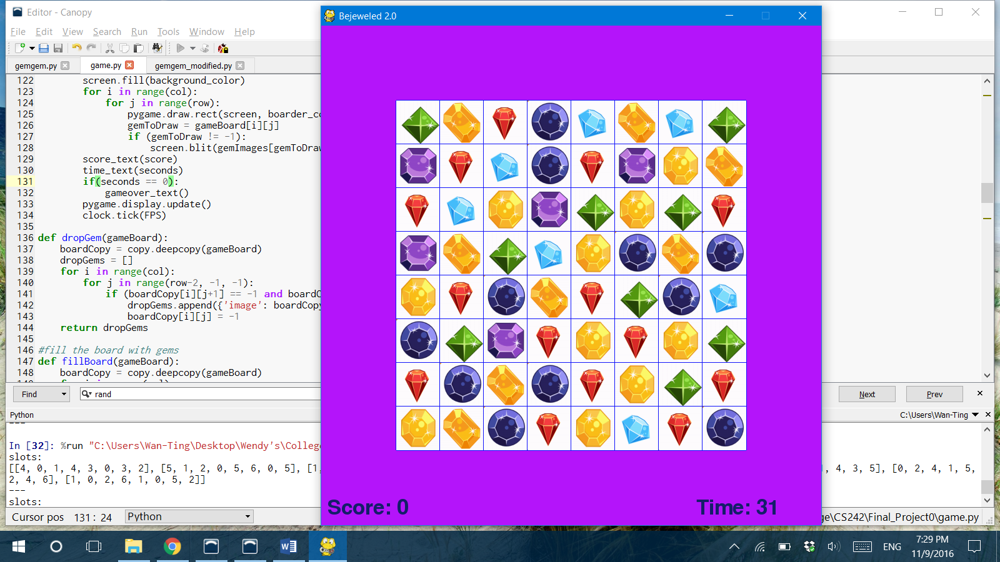 Editor - Canopy
Bejeweled 2.0
File Edit View Search Run Tools Window Help
gemgem.py game.py gemgem_modified.py
122 screen.fill(background_color)
123 for i in range(col):
124 for j in range(row):
125 pygame.draw.rect(screen, boarder_co
126 gemToDraw = gameBoard[i][j]
127 if (gemToDraw != -1):
128 screen.blit(gemImages[gemToDraw
129 score_text(score)
130 time_text(seconds)
131 if(seconds == 0):
132 gameover_text()
133 pygame.display.update()
134 clock.tick(FPS)
135
136 def dropGem(gameBoard):
137 boardCopy = copy.deepcopy(gameBoard)
138 dropGems = []
139 for i in range(col):
140 for j in range(row-2, -1, -1):
141 if (boardCopy[i][j+1] == -1 and boardC
142 dropGems.append({'image': boardCopy
143 boardCopy[i][j] = -1
144 return dropGems
145
146 #fill the board with gems
147 def fillBoard(gameBoard):
148 boardCopy = copy.deepcopy(gameBoard)
Find rand Next Prev
Python C:\Users\Wan-Ting
In [32]: %run "C:\Users\Wan-Ting\Desktop\Wendy's\College
slots:
[[4, 0, 1, 4, 3, 0, 3, 2], [5, 1, 2, 0, 5, 6, 0, 5], [1, , 4, 3, 5], [0, 2, 4, 1, 5,
2, 4, 6], [1, 0, 2, 6, 1, 0, 5, 2]]
---
slots:
Score: 0 Time: 31
Cursor pos 131 : 24 Python ge\CS242\Final_Project0\game.py
ENG 7:29 PM
11/9/2016